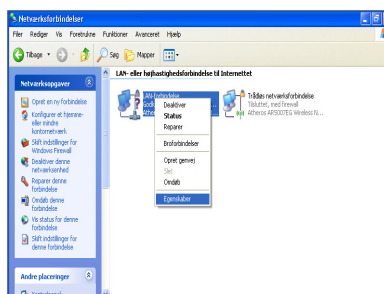 Netværksforbindelser
Filer Rediger Vis Foretrukne Funktioner Avanceret Hjælp
Tilbage Søg Mapper
LAN- eller højhastighedsforbindelse til Internettet
Netværksopgaver
Opret en ny forbindelse
Konfigurer et hjemme-
eller mindre
kontornetværk
Skift indstillinger for
Windows Firewall
Deaktiver denne
netværksenhed
Reparer denne
forbindelse
Omdøb denne
forbindelse
Vis status for denne
forbindelse
Skift indstillinger for
denne forbindelse
Andre placeringer
LAN-forbindelse
Deaktiver
Status
Reparer
Broforbindelser
Opret genvej
Slet
Omdøb
Egenskaber
Trådløs netværksforbindelse
Tilsluttet, med firewall
Atheros AR5007EG Wireless N...